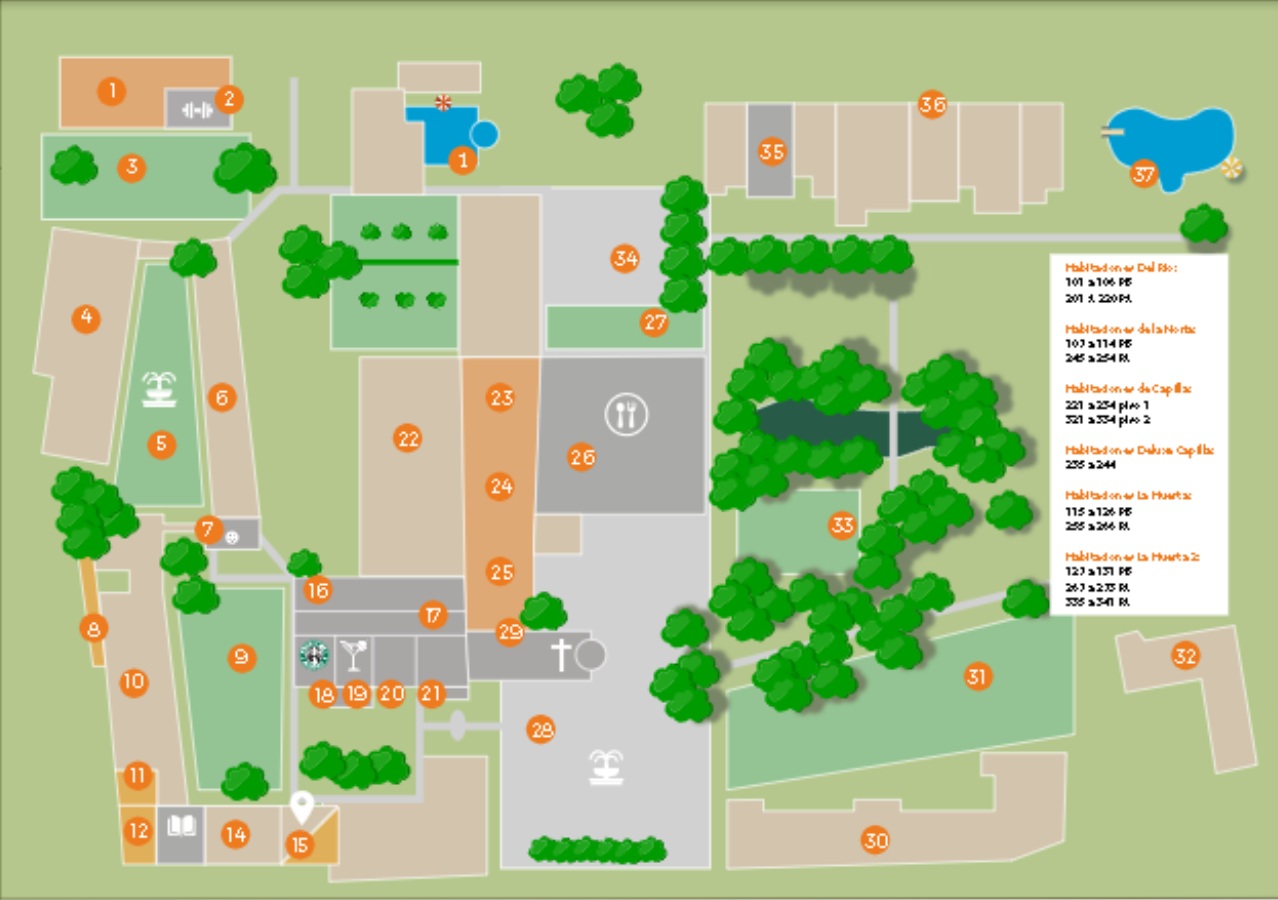 1
2
3
1
36
35
37
34
27
4
6
5
23
22
24
26
25
7
8
9
10
16
17
29
18
19
20
21
11
12
14
15
28
33
31
32
30
Habitaciones Del Río:
101 a 106 PB
201 A 220 PA
Habitaciones de la Noria:
107 a 114 PB
245 a 254 PA
Habitaciones de Capilla:
221 a 234 piso 1
321 a 334 piso 2
Habitaciones Deluxe Capilla:
235 a 244
Habitaciones La Huerta:
115 a 126 PB
255 a 266 PA
Habitaciones La Huerta 2:
127 a 131 PB
267 a 273 PA
335 a 341 PA